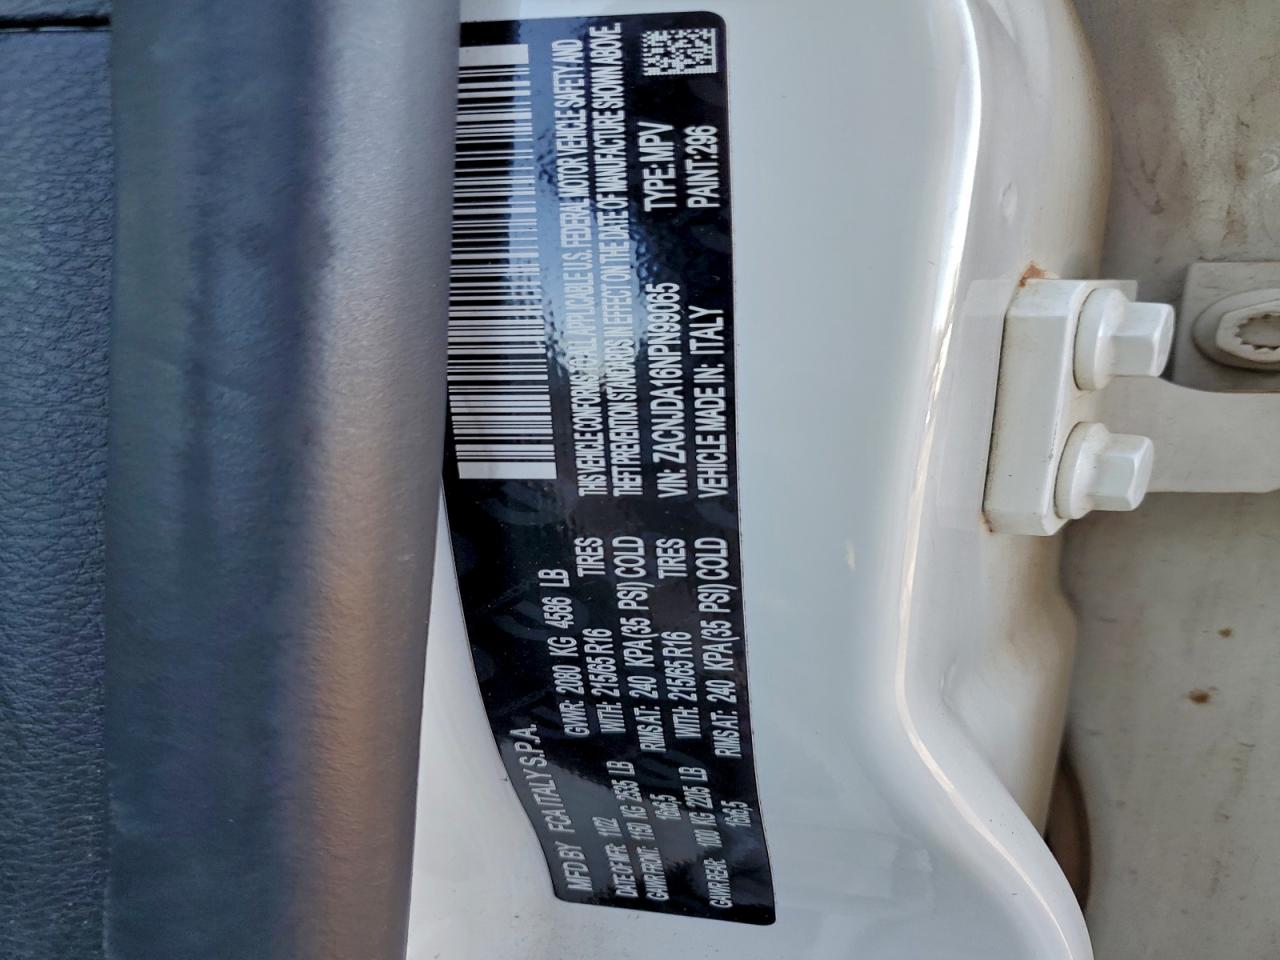 MFD BY FCA ITALY S.P.A.
DATE OF MFR: 11/22 GVWR: 2080 KG 4586 LB
GAWR FRONT: 1150 KG 2535 LB WITH: 215/65 R16 TIRES
16x6,5 RIMS AT: 240 KPA(35 PSI) COLD
GAWR REAR: 1000 KG 2205 LB WITH: 215/65 R16 TIRES
16x6,5 RIMS AT: 240 KPA(35 PSI) COLD
THIS VEHICLE CONFORMS TO ALL APPLICABLE U.S. FEDERAL MOTOR VEHICLE SAFETY AND
THEFT PREVENTION STANDARDS IN EFFECT ON THE DATE OF MANUFACTURE SHOWN ABOVE.
VIN: ZACNJDA16NPN99065 TYPE: MPV
VEHICLE MADE IN: ITALY PAINT:296